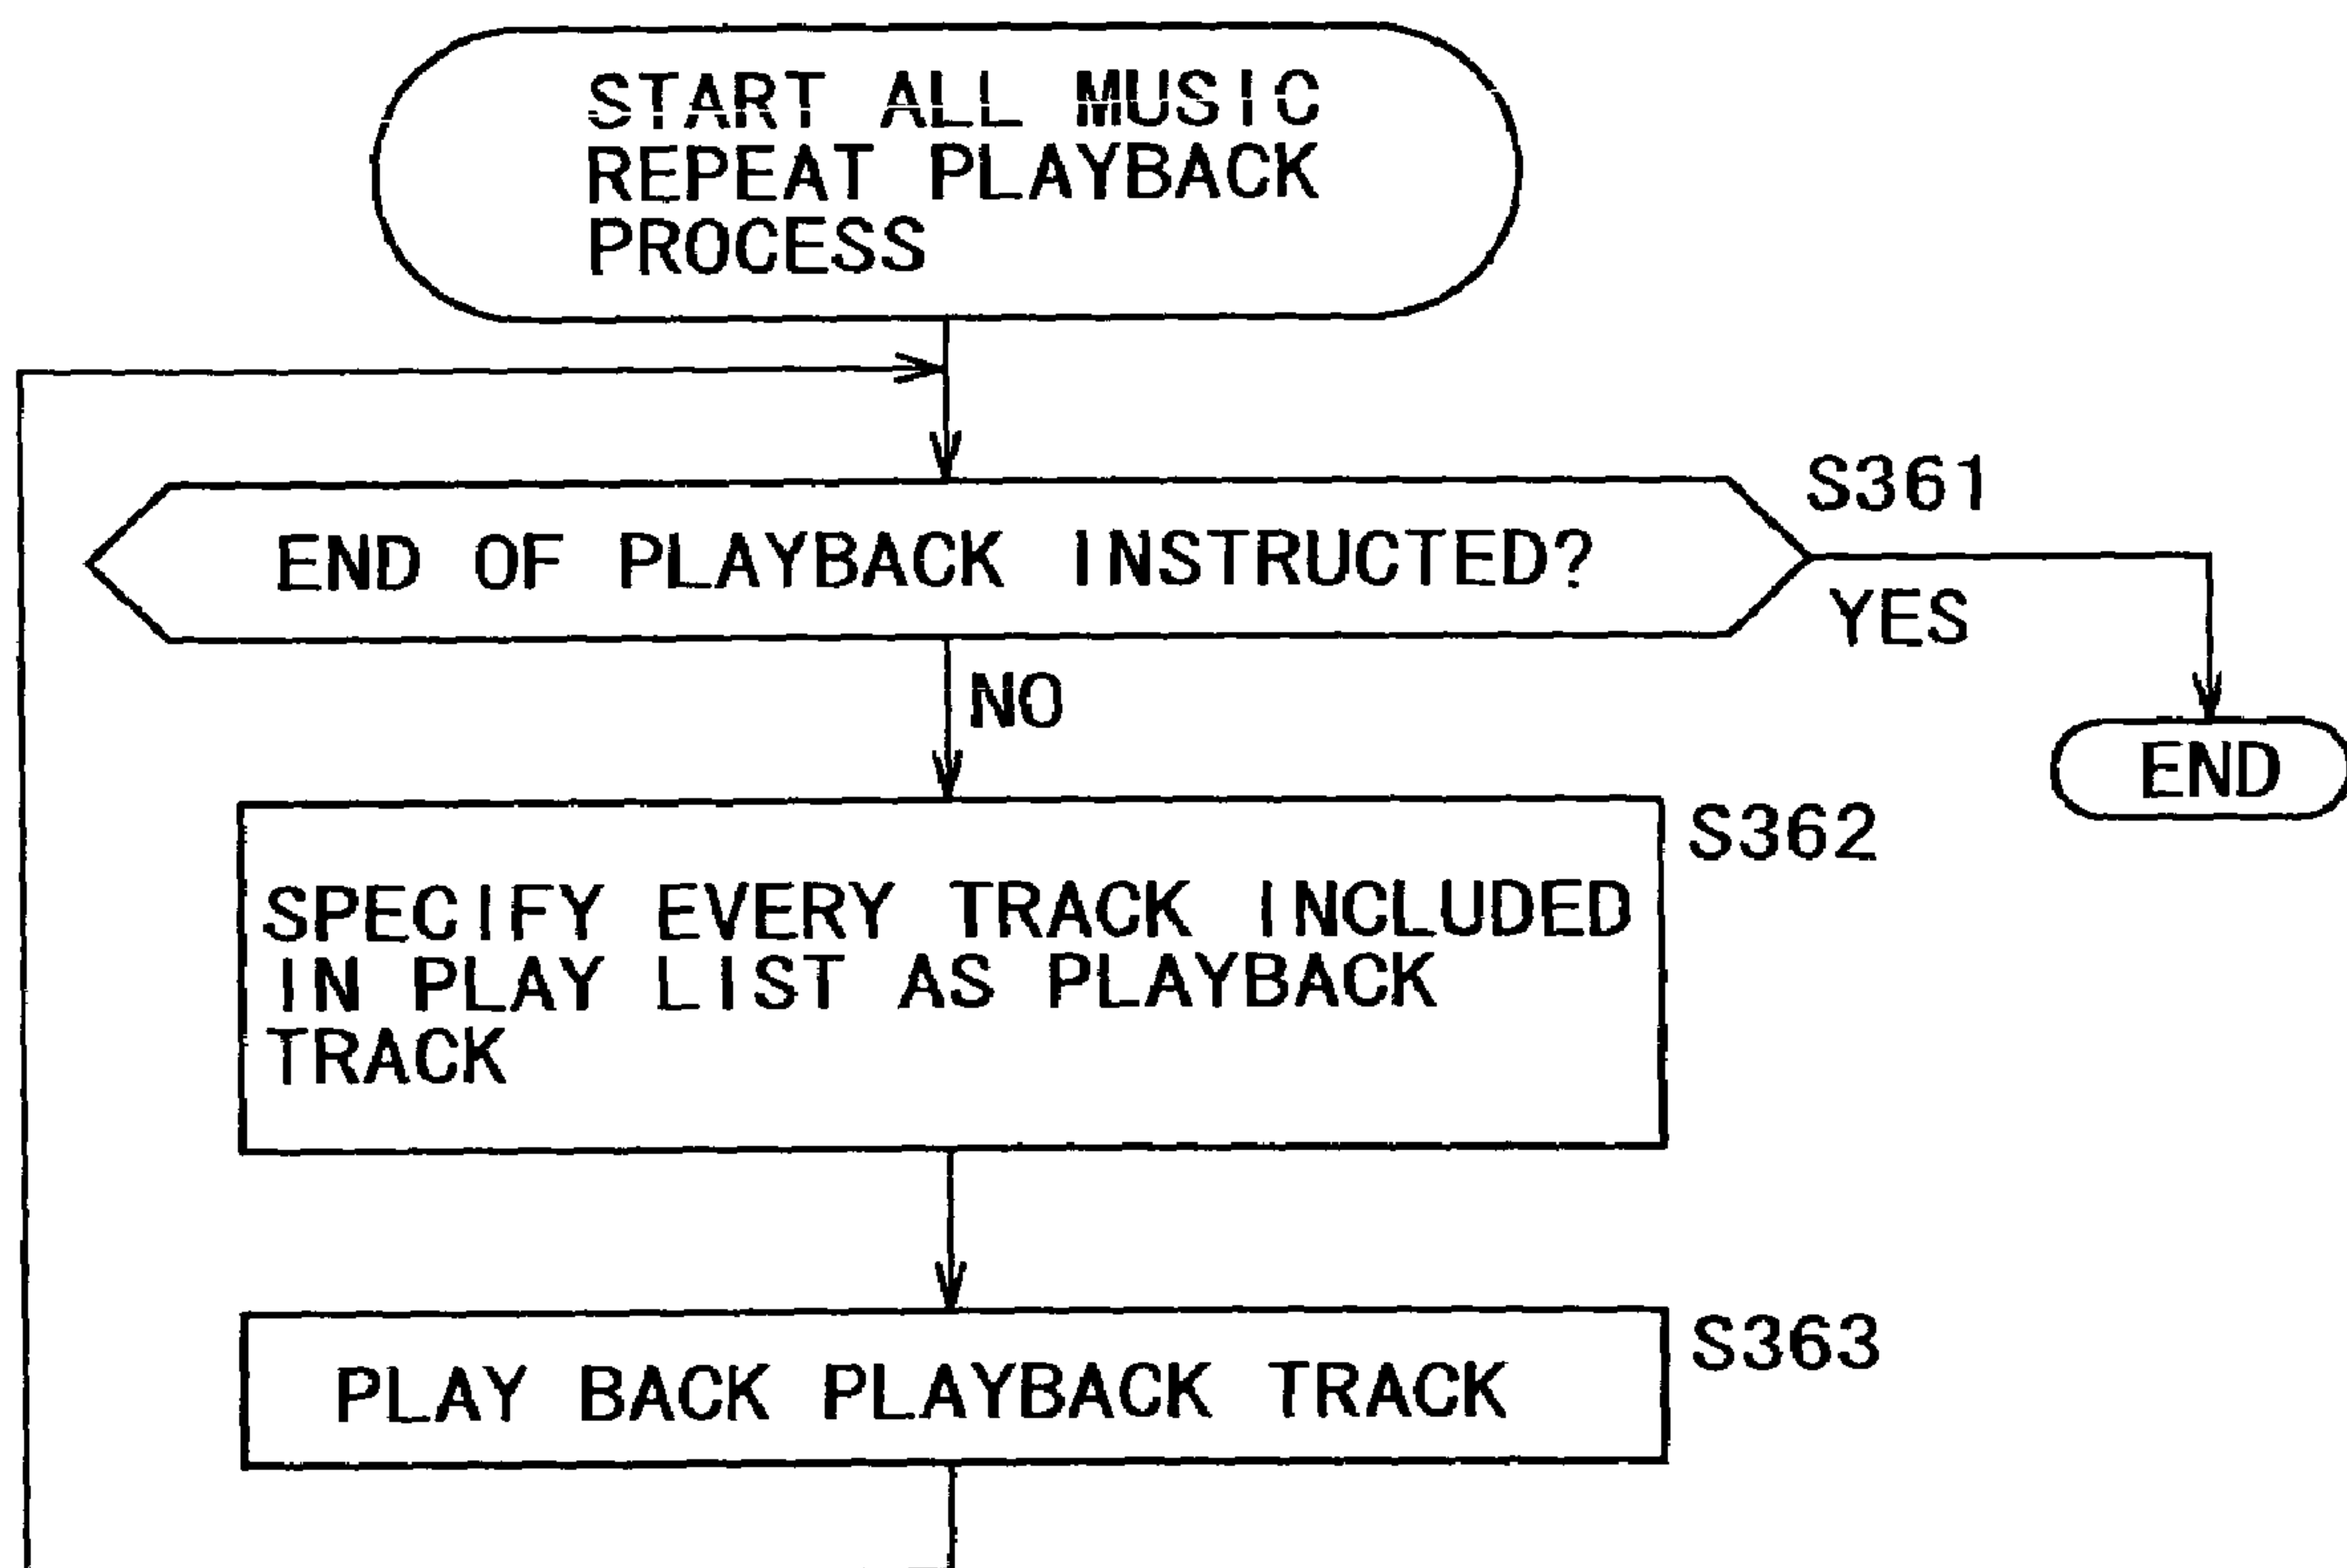 START ALL MUSIC
REPEAT PLAYBACK
PROCESS
S361
END OF PLAYBACK INSTRUCTED?
YES
NO
END
S362
SPECIFY EVERY TRACK INCLUDED
IN PLAY LIST AS PLAYBACK
TRACK
S363
PLAY BACK PLAYBACK TRACK